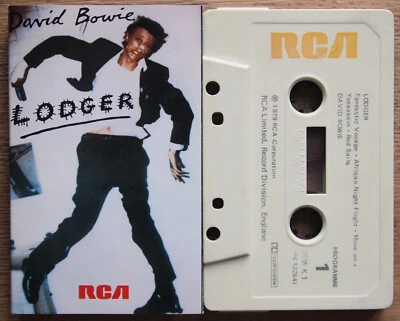 David Bowie
LODGER
RCA
RCA
LODGER
Fantastic Voyage • African Night Flight • Move on •
Yassassin • Red Sails
DAVID BOWIE
℗ 1979 RCA Corporation
RCA Limited, Record Division, England
PROGRAMME
1